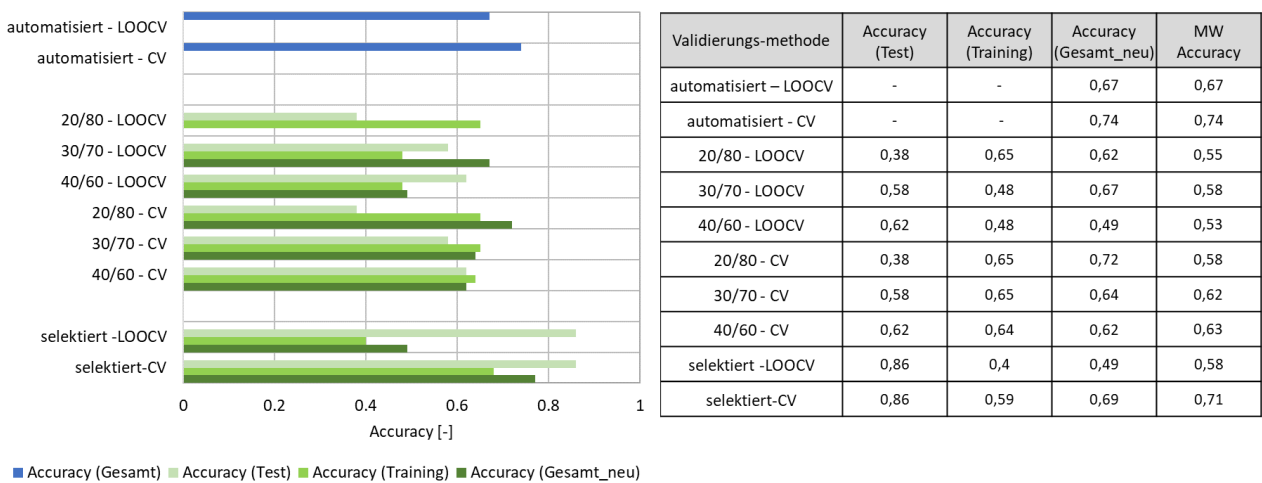 automatisiert - LOOCV
automatisiert - CV
20/80 - LOOCV
30/70 - LOOCV
40/60 - LOOCV
20/80 - CV
30/70 - CV
40/60 - CV
selektiert -LOOCV
selektiert-CV
0 0.2 0.4 0.6 0.8 1
Accuracy [-]
Accuracy (Gesamt) Accuracy (Test) Accuracy (Training) Accuracy (Gesamt_neu)
Validierungs-methode Accuracy (Test) Accuracy (Training) Accuracy (Gesamt_neu) MW Accuracy
automatisiert – LOOCV - - 0,67 0,67
automatisiert - CV - - 0,74 0,74
20/80 - LOOCV 0,38 0,65 0,62 0,55
30/70 - LOOCV 0,58 0,48 0,67 0,58
40/60 - LOOCV 0,62 0,48 0,49 0,53
20/80 - CV 0,38 0,65 0,72 0,58
30/70 - CV 0,58 0,65 0,64 0,62
40/60 - CV 0,62 0,64 0,62 0,63
selektiert -LOOCV 0,86 0,4 0,49 0,58
selektiert-CV 0,86 0,59 0,69 0,71